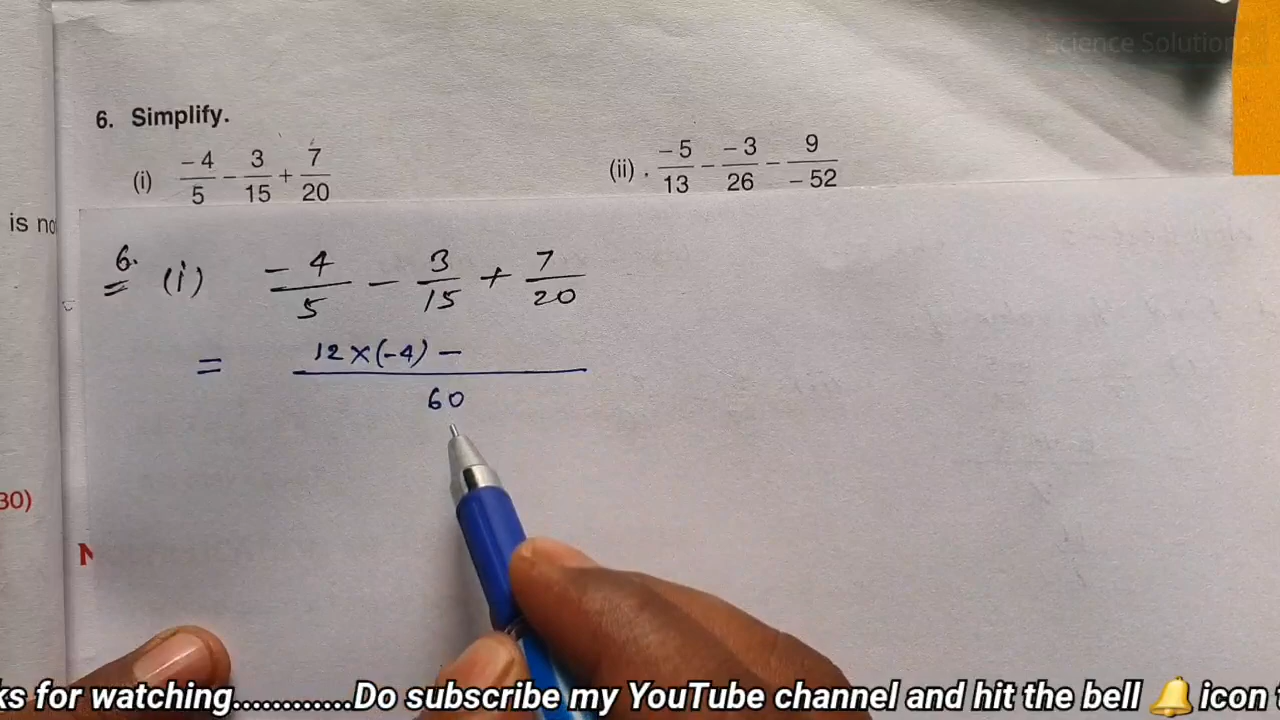 Science Solutions
6. Simplify.
(i) -4/5 - 3/15 + 7/20 (ii) . -5/13 - -3/26 - 9/-52
is no
6. (i) -4/5 - 3/15 + 7/20
= 12×(-4) - / 60
30)
N
ks for watching............Do subscribe my YouTube channel and hit the bell 🔔 icon